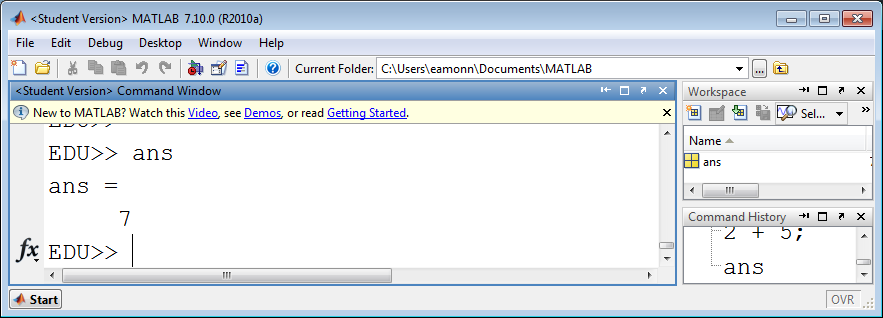 <Student Version> MATLAB 7.10.0 (R2010a)
File Edit Debug Desktop Window Help
Current Folder: C:\Users\eamonn\Documents\MATLAB
<Student Version> Command Window
New to MATLAB? Watch this Video, see Demos, or read Getting Started.
EDU>> ans
ans =
7
fx EDU>>
Workspace
Sel...
Name
ans
Command History
2 + 5;
ans
Start
OVR